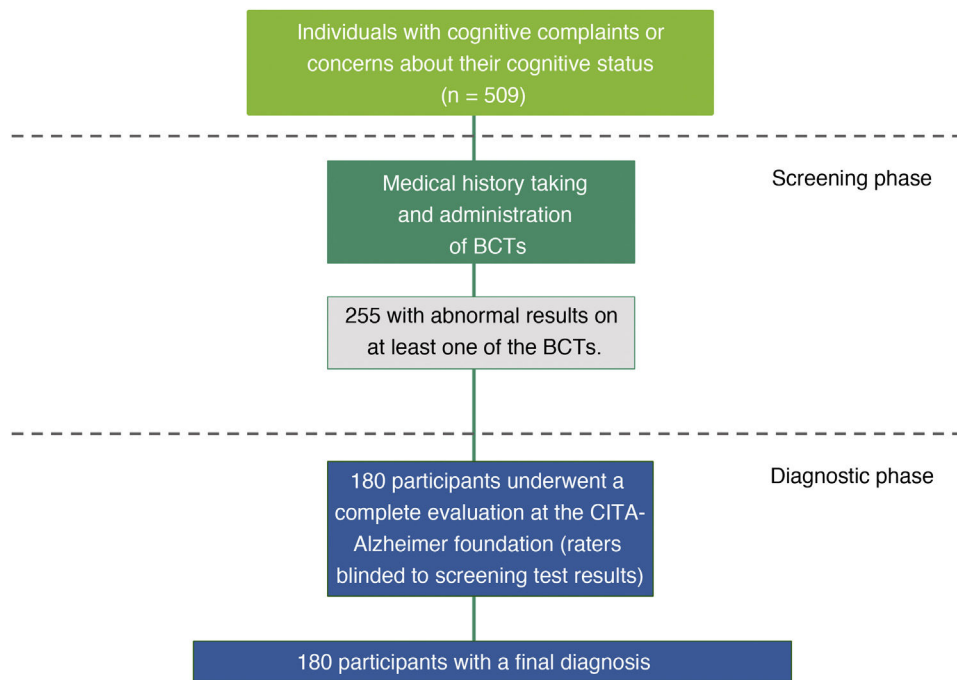 Individuals with cognitive complaints or
concerns about their cognitive status
(n = 509)
Screening phase
Medical history taking
and administration
of BCTs
255 with abnormal results on
at least one of the BCTs.
Diagnostic phase
180 participants underwent a
complete evaluation at the CITA-
Alzheimer foundation (raters
blinded to screening test results)
180 participants with a final diagnosis